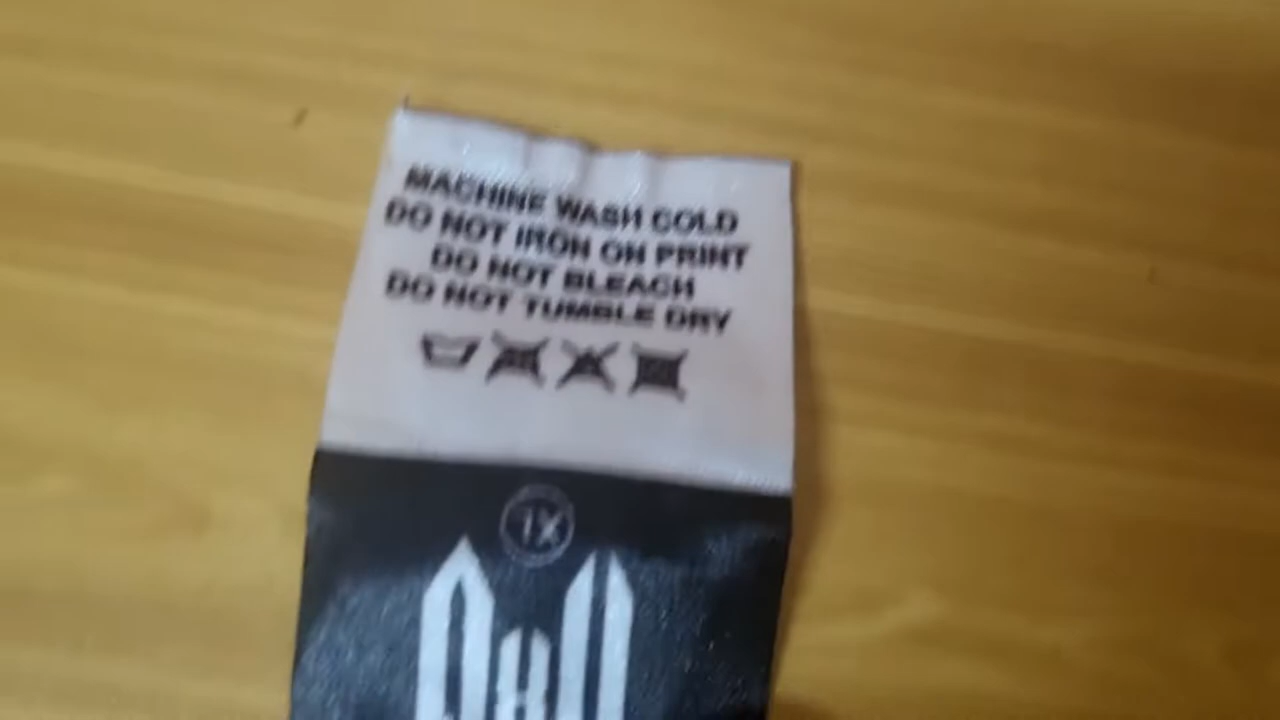 MACHINE WASH COLD
DO NOT IRON ON PRINT
DO NOT BLEACH
DO NOT TUMBLE DRY
1X